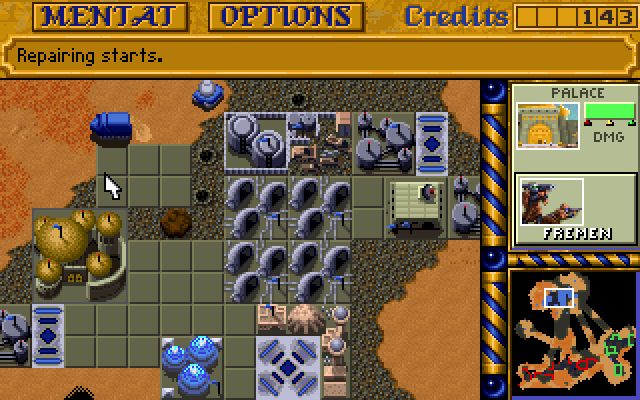 MENTAT OPTIONS Credits 143
Repairing starts.
PALACE
DMG
FREMEN